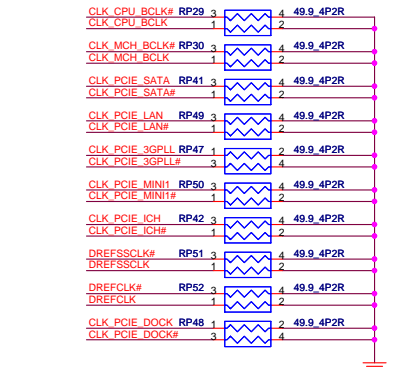 CLK_CPU_BCLK# RP29 3 4 49.9_4P2R
CLK_CPU_BCLK 1 2
CLK_MCH_BCLK# RP30 3 4 49.9_4P2R
CLK_MCH_BCLK 1 2
CLK_PCIE_SATA RP41 3 4 49.9_4P2R
CLK_PCIE_SATA# 1 2
CLK_PCIE_LAN RP49 3 4 49.9_4P2R
CLK_PCIE_LAN# 1 2
CLK_PCIE_3GPLL RP47 1 2 49.9_4P2R
CLK_PCIE_3GPLL# 3 4
CLK_PCIE_MINI1 RP50 3 4 49.9_4P2R
CLK_PCIE_MINI1# 1 2
CLK_PCIE_ICH RP42 3 4 49.9_4P2R
CLK_PCIE_ICH# 1 2
DREFSSCLK# RP51 3 4 49.9_4P2R
DREFSSCLK 1 2
DREFCLK# RP52 3 4 49.9_4P2R
DREFCLK 1 2
CLK_PCIE_DOCK RP48 1 2 49.9_4P2R
CLK_PCIE_DOCK# 3 4